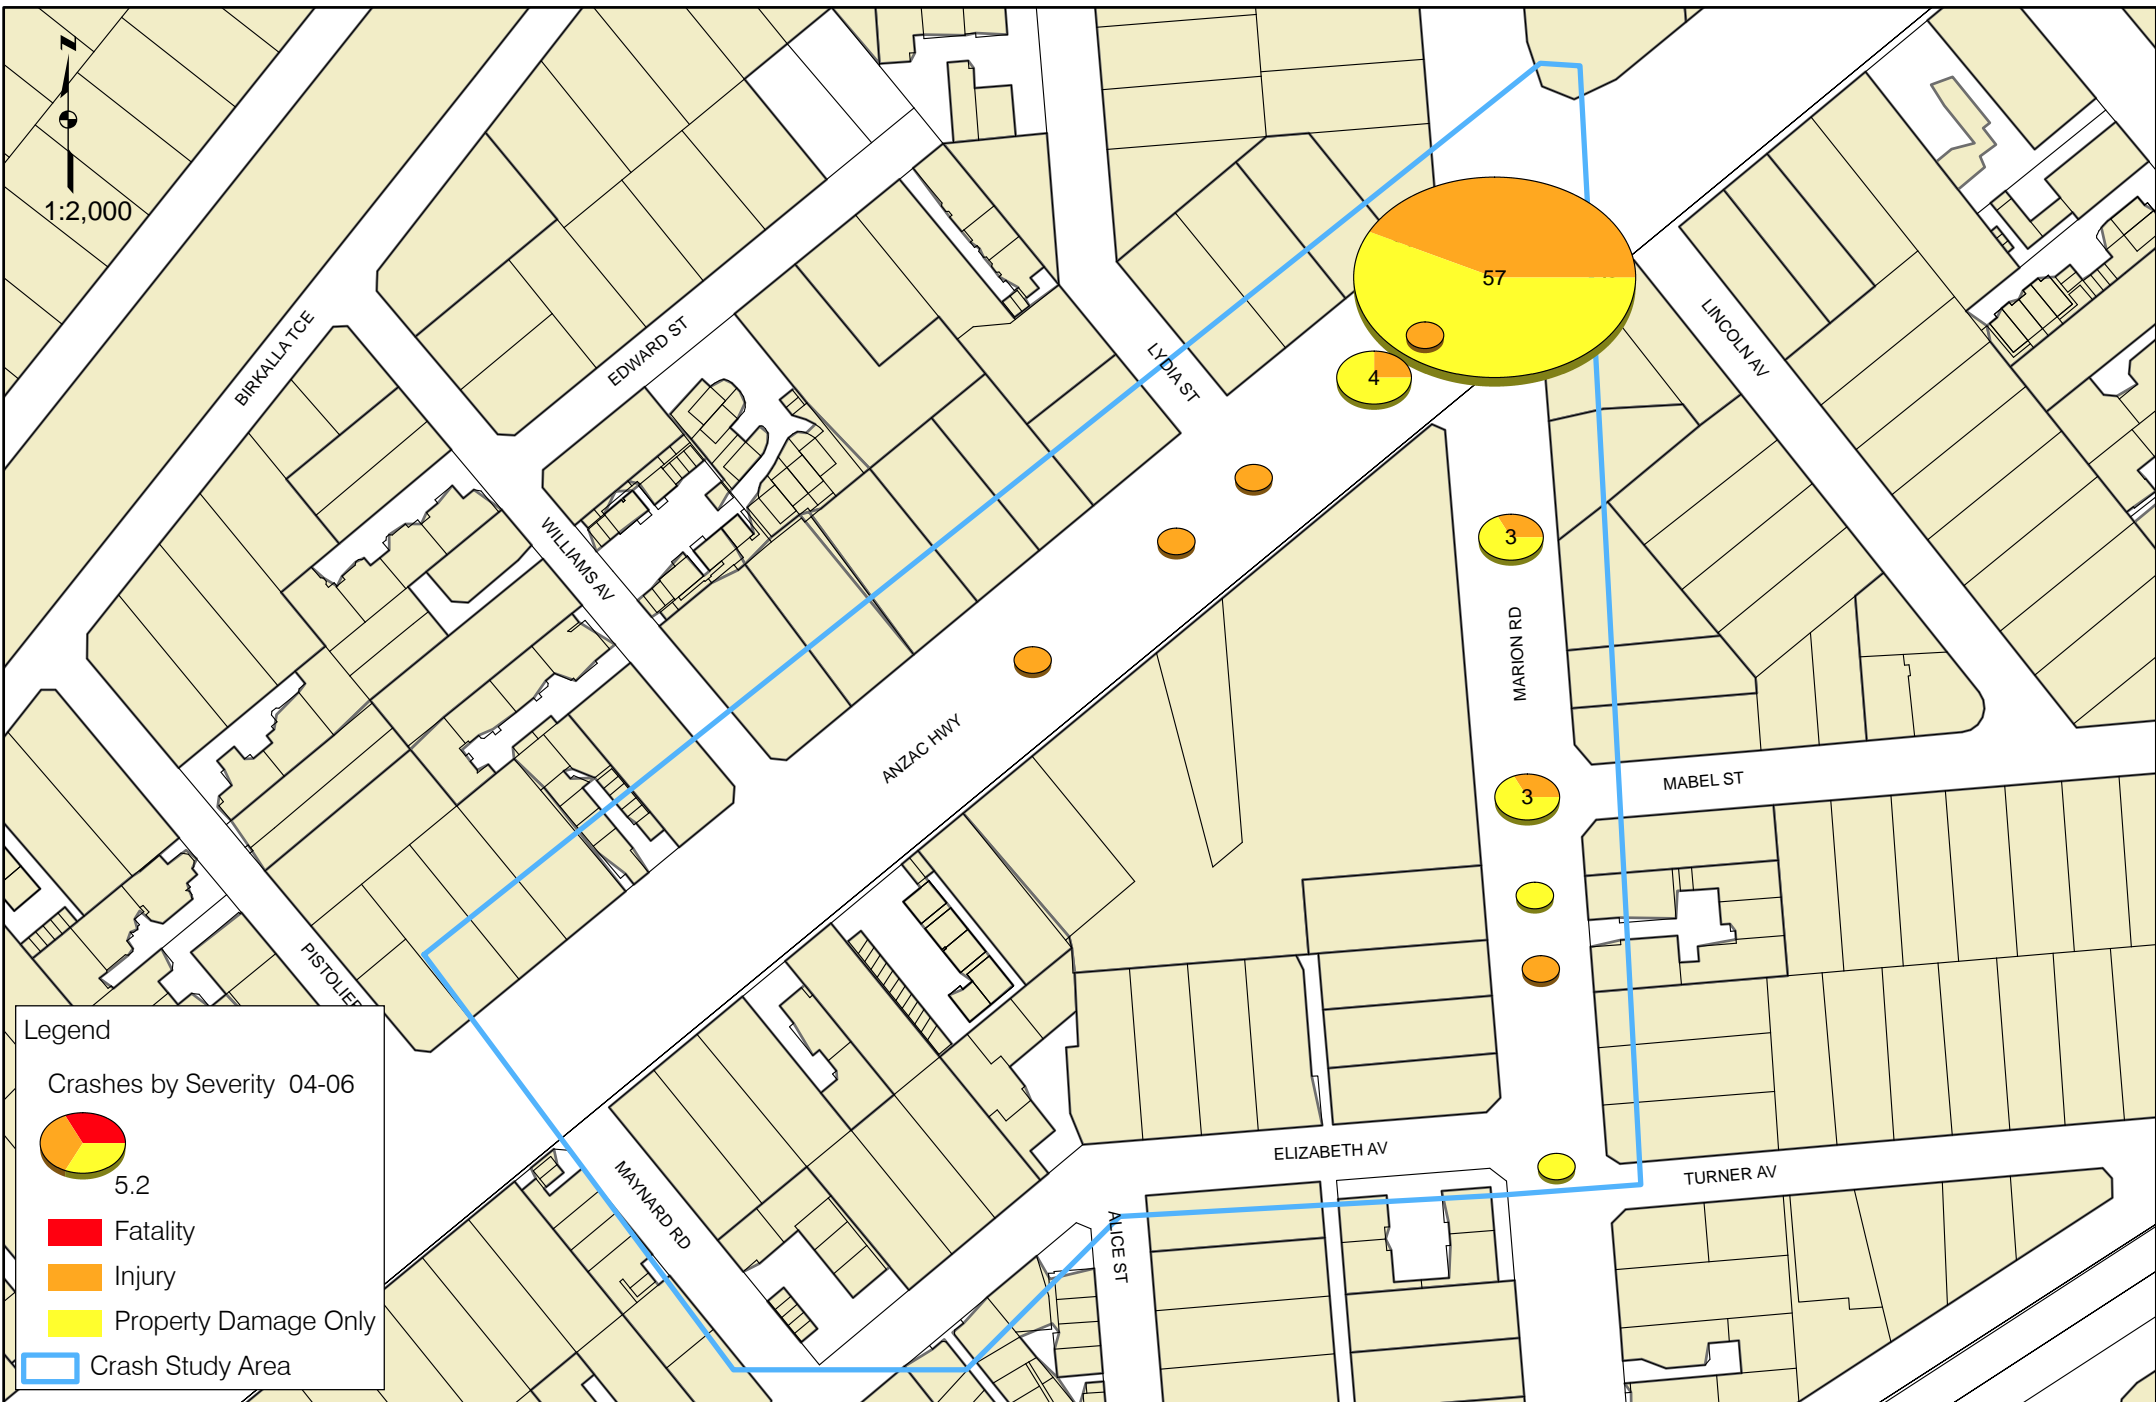 N
1:2,000
BIRKALLA TCE
EDWARD ST
LYDIA ST
LINCOLN AV
57
4
WILLIAMS AV
3
MARION RD
ANZAC HWY
3
MABEL ST
PISTOLIER
ELIZABETH AV
TURNER AV
MAYNARD RD
ALICE ST
Legend
Crashes by Severity 04-06
5.2
Fatality
Injury
Property Damage Only
Crash Study Area